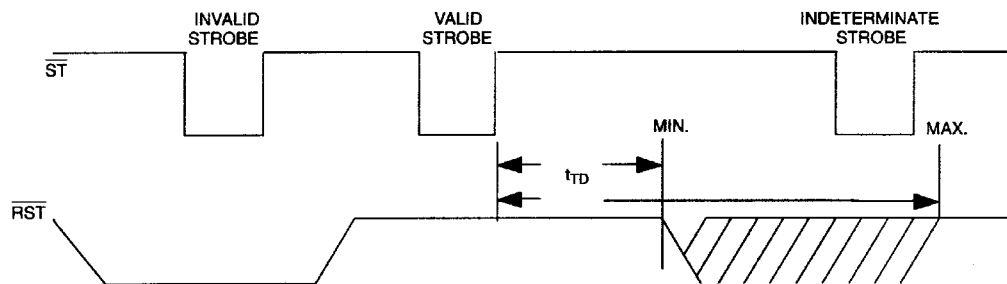 INVALID
STROBE
VALID
STROBE
INDETERMINATE
STROBE
ST
MIN.
MAX.
tTD
RST